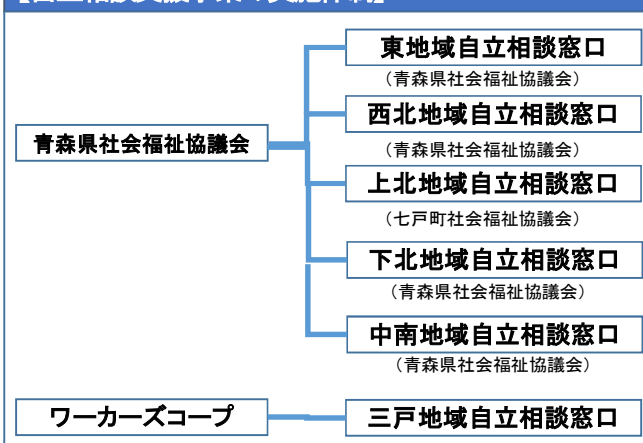 東地域自立相談窓口
（青森県社会福祉協議会）
西北地域自立相談窓口
青森県社会福祉協議会
（青森県社会福祉協議会）
上北地域自立相談窓口
（七戸町社会福祉協議会）
下北地域自立相談窓口
（青森県社会福祉協議会）
中南地域自立相談窓口
（青森県社会福祉協議会）
ワーカーズコープ
三戸地域自立相談窓口